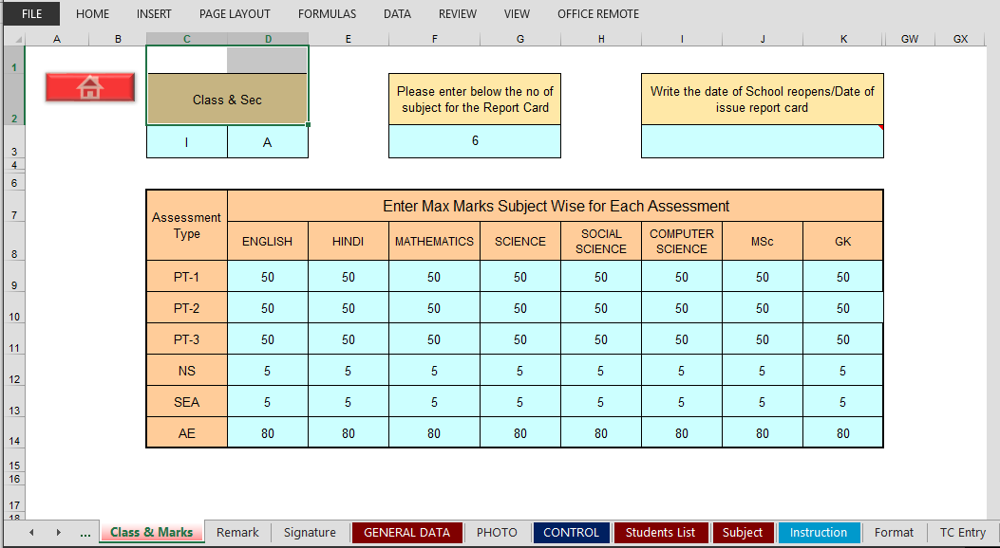 FILE HOME INSERT PAGE LAYOUT FORMULAS DATA REVIEW VIEW OFFICE REMOTE
A B C D E F G H I J K GW GX
1
2
Class & Sec
Please enter below the no of
subject for the Report Card
Write the date of School reopens/Date of
issue report card
3 I A 6
4
6
7 Enter Max Marks Subject Wise for Each Assessment
Assessment
Type
8 ENGLISH HINDI MATHEMATICS SCIENCE SOCIAL
SCIENCE COMPUTER
SCIENCE MSc GK
9 PT-1 50 50 50 50 50 50 50 50
10 PT-2 50 50 50 50 50 50 50 50
11 PT-3 50 50 50 50 50 50 50 50
12 NS 5 5 5 5 5 5 5 5
13 SEA 5 5 5 5 5 5 5 5
14 AE 80 80 80 80 80 80 80 80
15
16
17
18
... Class & Marks Remark Signature GENERAL DATA PHOTO CONTROL Students List Subject Instruction Format TC Entry